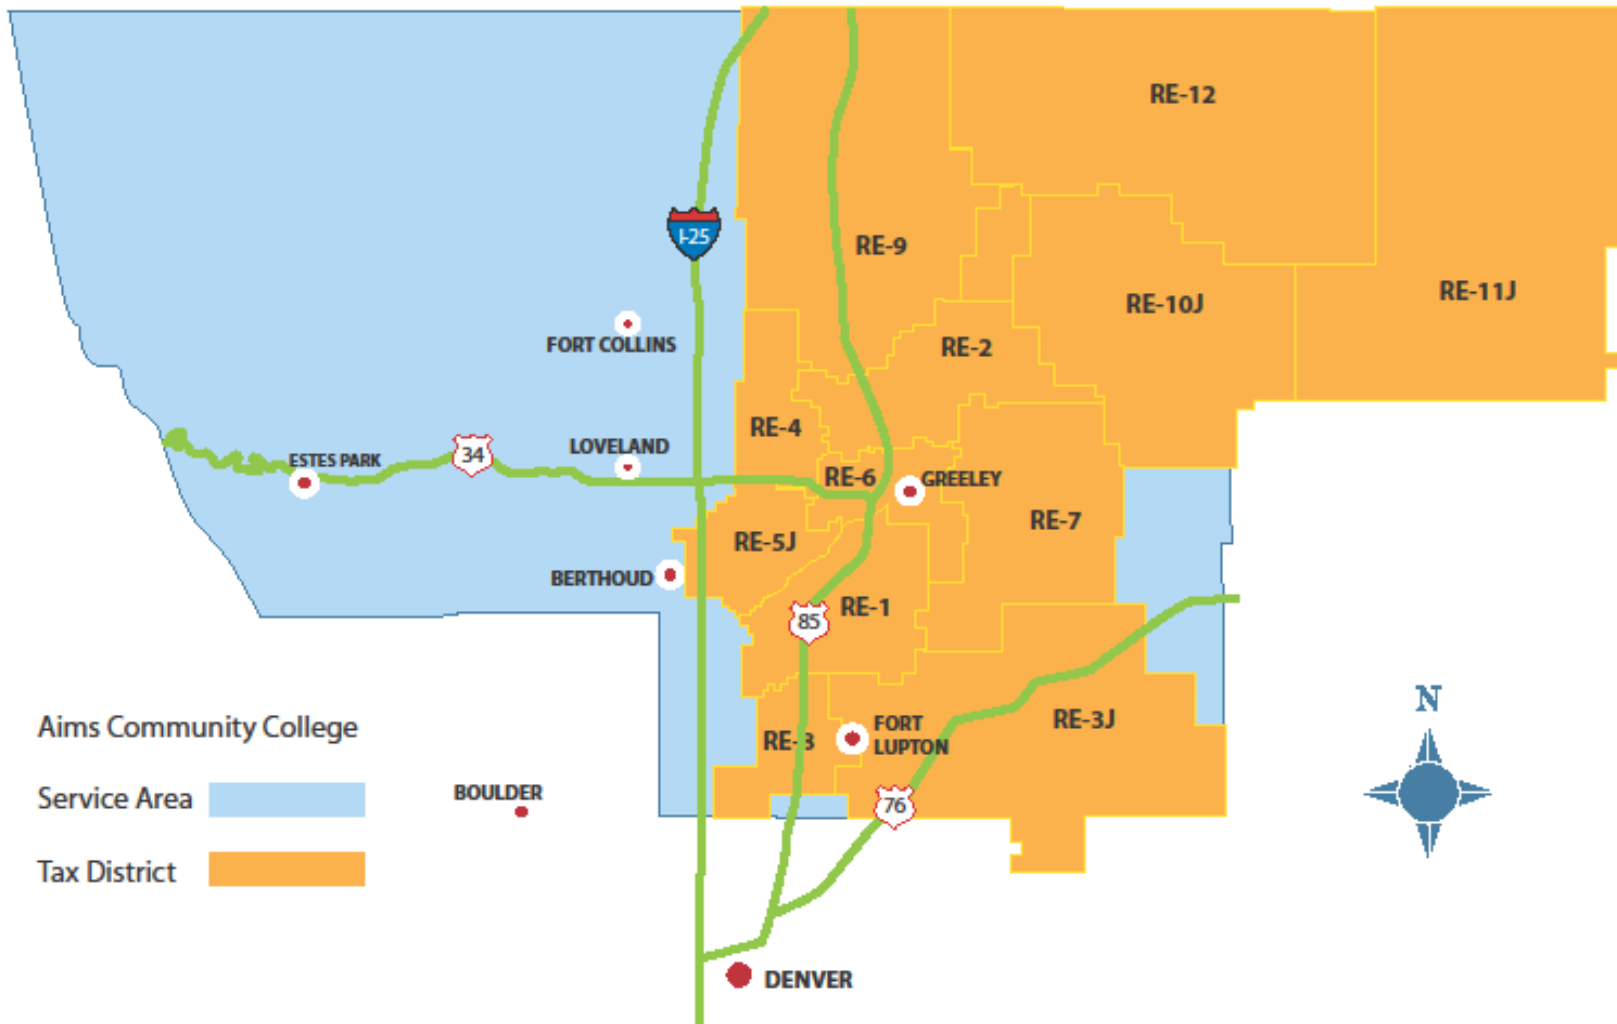 RE-12
I-25
RE-9
RE-11J
RE-10J
FORT COLLINS
RE-2
RE-4
LOVELAND
34
ESTES PARK
RE-6
GREELEY
RE-7
RE-5J
BERTHOUD
RE-1
85
N
Aims Community College
RE-3J
FORT
LUPTON
RE-8
Service Area
BOULDER
76
Tax District
DENVER